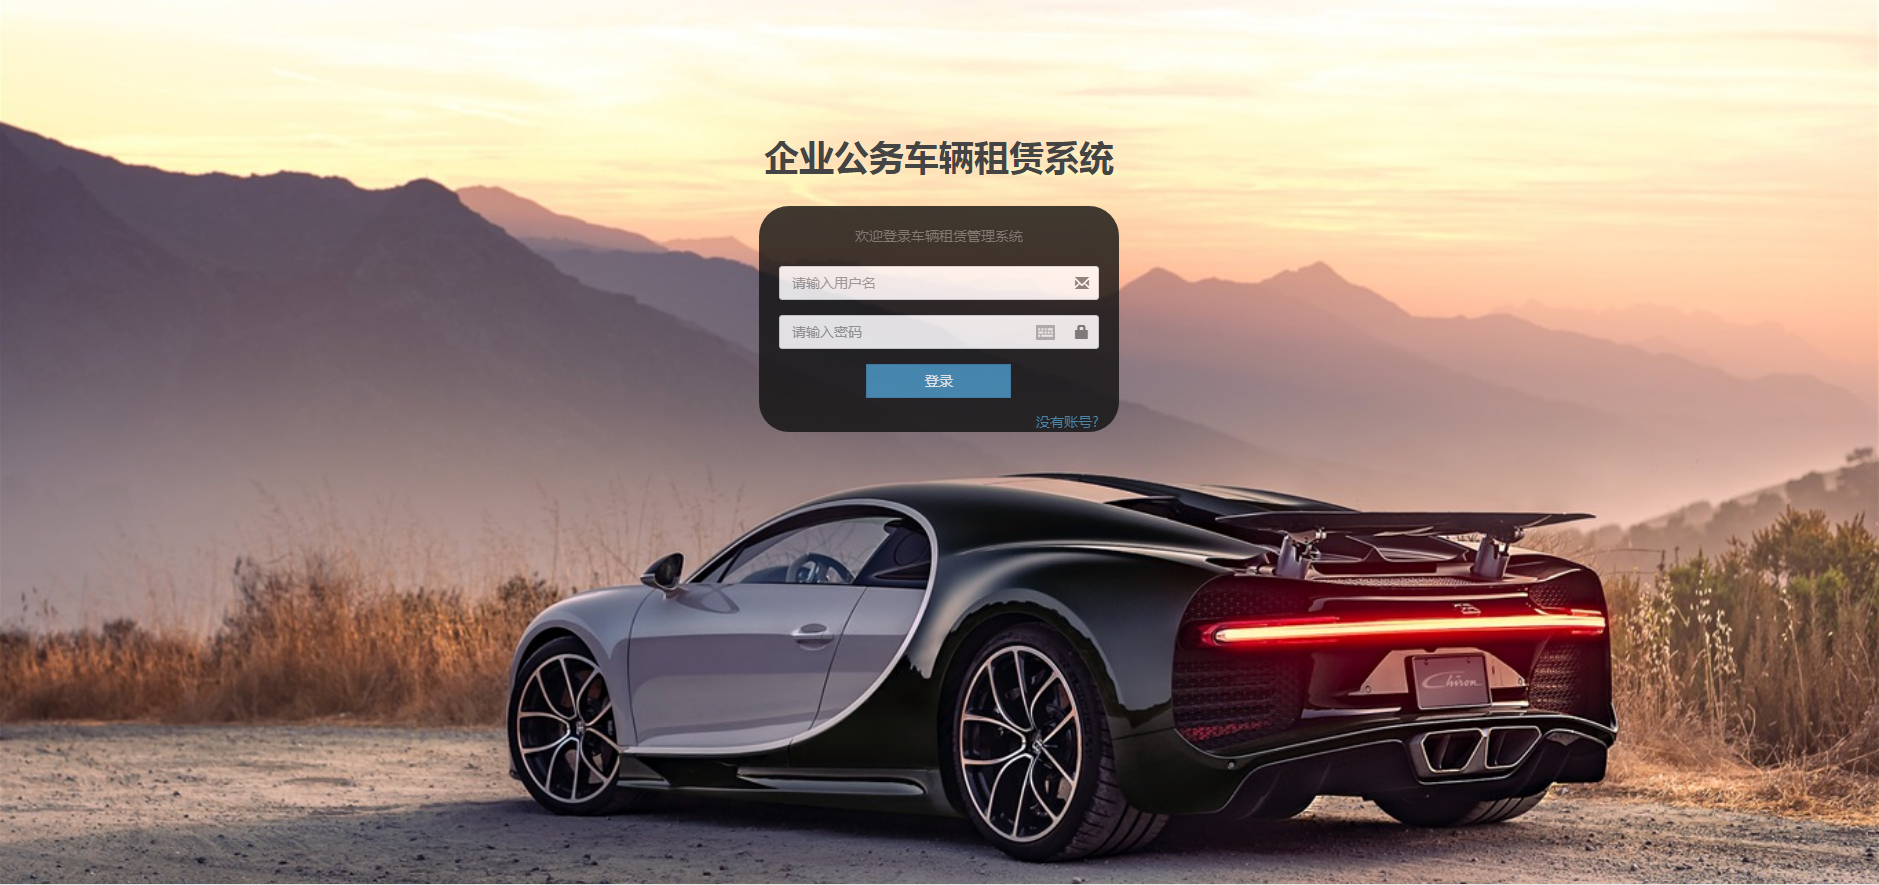 企业公务车辆租赁系统
欢迎登录车辆租赁管理系统
请输入用户名
请输入密码
登录
没有账号?
Chiron